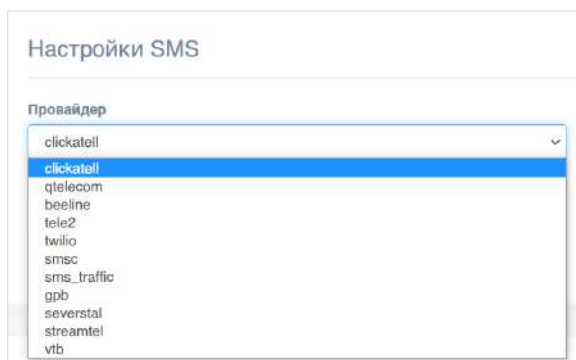 Настройки SMS
Провайдер
clickatell
clickatell
qtelecom
beeline
tele2
twilio
smsc
sms_traffic
gpb
severstal
streamtel
vtb